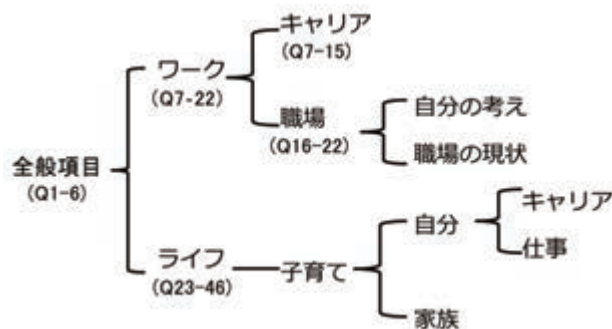 全般項目
(Q1-6)
ワーク
(Q7-22)
キャリア
(Q7-15)
職場
(Q16-22)
自分の考え
職場の現状
ライフ
(Q23-46)
子育て
自分
キャリア
仕事
家族